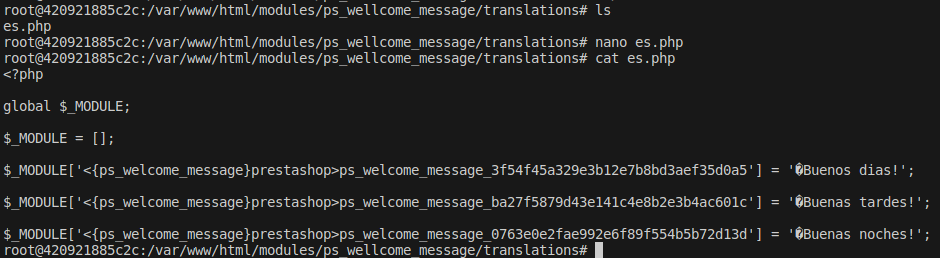 root@420921885c2c:/var/www/html/modules/ps_wellcome_message/translations# ls
es.php
root@420921885c2c:/var/www/html/modules/ps_wellcome_message/translations# nano es.php
root@420921885c2c:/var/www/html/modules/ps_wellcome_message/translations# cat es.php
<?php
global $_MODULE;
$_MODULE = [];
$_MODULE['<{ps_welcome_message}prestashop>ps_welcome_message_3f54f45a329e3b12e7b8bd3aef35d0a5'] = '�Buenos dias!';
$_MODULE['<{ps_welcome_message}prestashop>ps_welcome_message_ba27f5879d43e141c4e8b2e3b4ac601c'] = '�Buenas tardes!';
$_MODULE['<{ps_welcome_message}prestashop>ps_welcome_message_0763e0e2fae992e6f89f554b5b72d13d'] = '�Buenas noches!';
root@420921885c2c:/var/www/html/modules/ps_wellcome_message/translations#